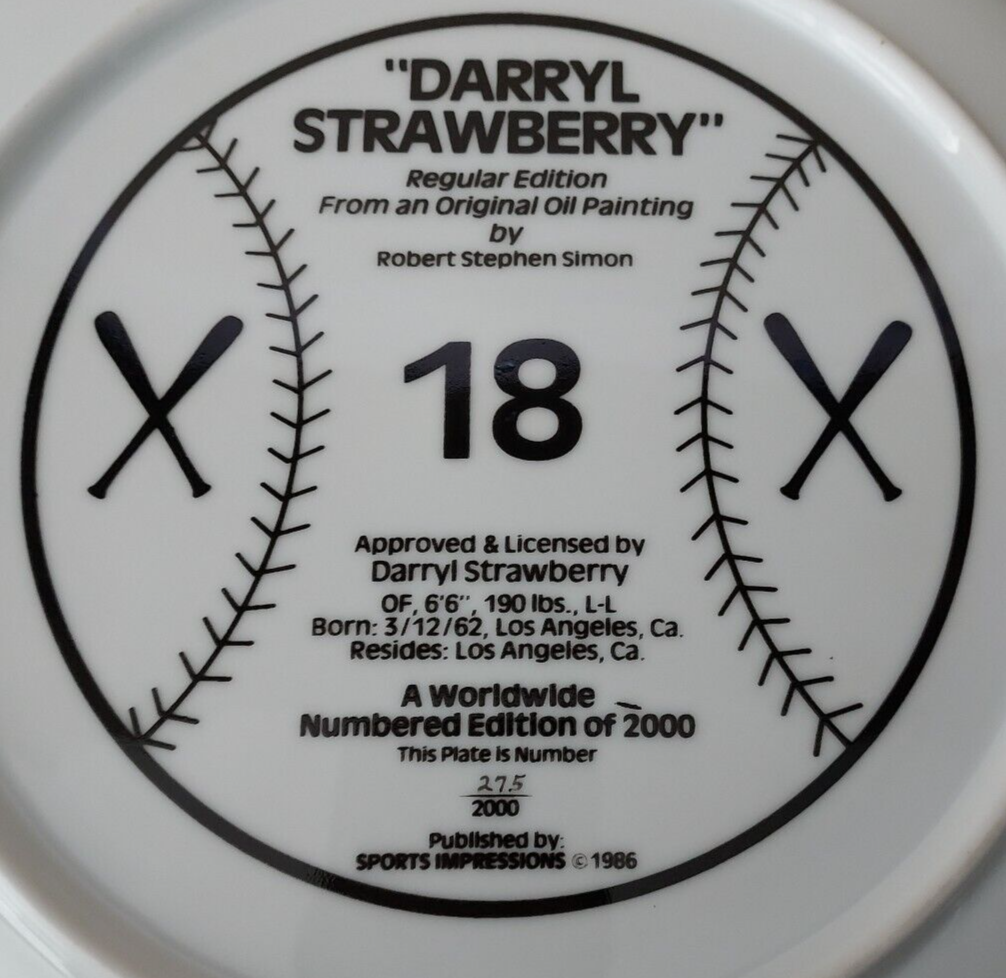 "DARRYL
STRAWBERRY"
Regular Edition
From an Original Oil Painting
by
Robert Stephen Simon
18
Approved & Licensed by
Darryl Strawberry
OF, 6'6", 190 lbs., L-L
Born: 3/12/62, Los Angeles, Ca.
Resides: Los Angeles, Ca.
A Worldwide
Numbered Edition of 2000
This Plate is Number
275
2000
Published by:
SPORTS IMPRESSIONS © 1986